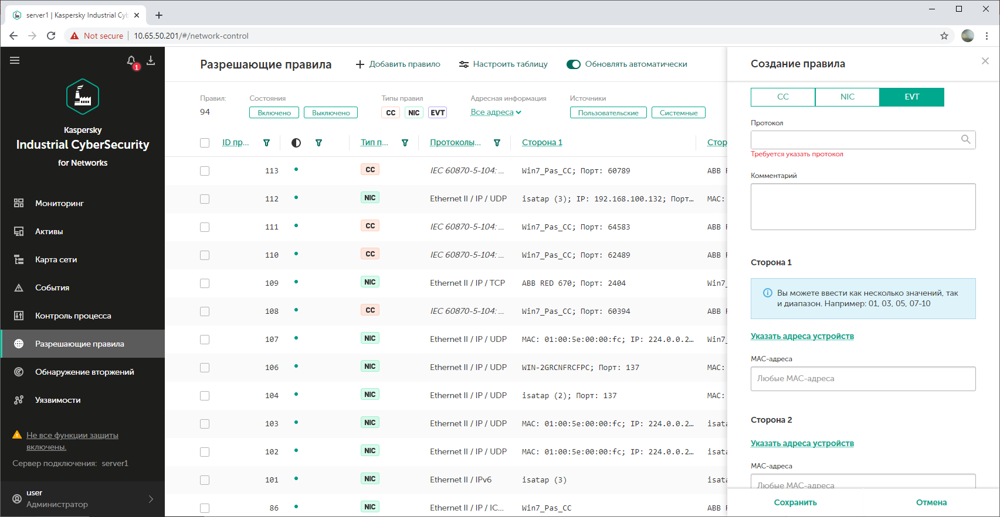 server1 | Kaspersky Industrial Cyb
Not secure
10.65.50.201/#/network-control
1
Kaspersky
Industrial CyberSecurity
for Networks
Мониторинг
Активы
Карта сети
События
Контроль процесса
Разрешающие правила
Обнаружение вторжений
Уязвимости
Не все функции защиты
включены.
Сервер подключения: server1
user
Администратор
Разрешающие правила
Добавить правило
Настроить таблицу
Обновлять автоматически
Правил:
94
Состояния
Включено
Выключено
Типы правил
CC NIC EVT
Адресная информация
Все адреса
Источники
Пользовательские
Системные
ID пр... Тип п... Протоколы... Сторона 1 Стор
113 CC IEC 60870-5-104: ... Win7_Pas_CC; Порт: 60789 ABB
112 NIC Ethernet II / IP / UDP isatap (3); IP: 192.168.100.132; Порт... MAC:
111 CC IEC 60870-5-104: ... Win7_Pas_CC; Порт: 64583 ABB
110 CC IEC 60870-5-104: ... Win7_Pas_CC; Порт: 62489 ABB
109 NIC Ethernet II / IP / TCP ABB RED 670; Порт: 2404 Win7_
108 CC IEC 60870-5-104: ... Win7_Pas_CC; Порт: 60394 ABB
107 NIC Ethernet II / IP / UDP MAC: 01:00:5e:00:00:fc; IP: 224.0.0.2... Win7_
106 NIC Ethernet II / IP / UDP WIN-2GRCNFRCFPC; Порт: 137 MAC:
104 NIC Ethernet II / IP / UDP isatap (2); Порт: 137 MAC:
103 NIC Ethernet II / IP / UDP MAC: 01:00:5e:00:00:fc; IP: 224.0.0.2... isata
102 NIC Ethernet II / IP / UDP MAC: 01:00:5e:00:00:fc; IP: 224.0.0.2... isata
101 NIC Ethernet II / IPv6 isatap (3) isata
86 NIC Ethernet II / IP / IC... Win7_Pas_CC ABB
Создание правила
CC NIC EVT
Протокол
Требуется указать протокол
Комментарий
Сторона 1
Вы можете ввести как несколько значений, так
и диапазон. Например: 01, 03, 05, 07-10
Указать адреса устройств
MAC-адреса
Любые MAC-адреса
Сторона 2
Указать адреса устройств
MAC-адреса
Любые MAC-адреса
Сохранить
Отмена